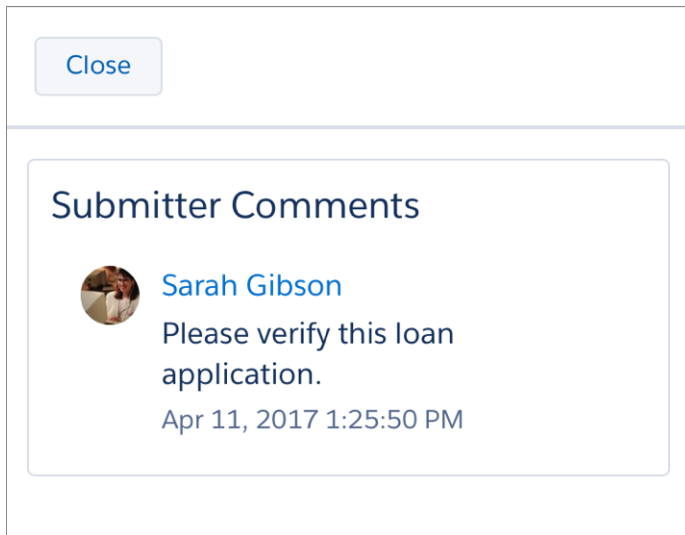 Close
Submitter Comments
Sarah Gibson
Please verify this loan
application.
Apr 11, 2017 1:25:50 PM